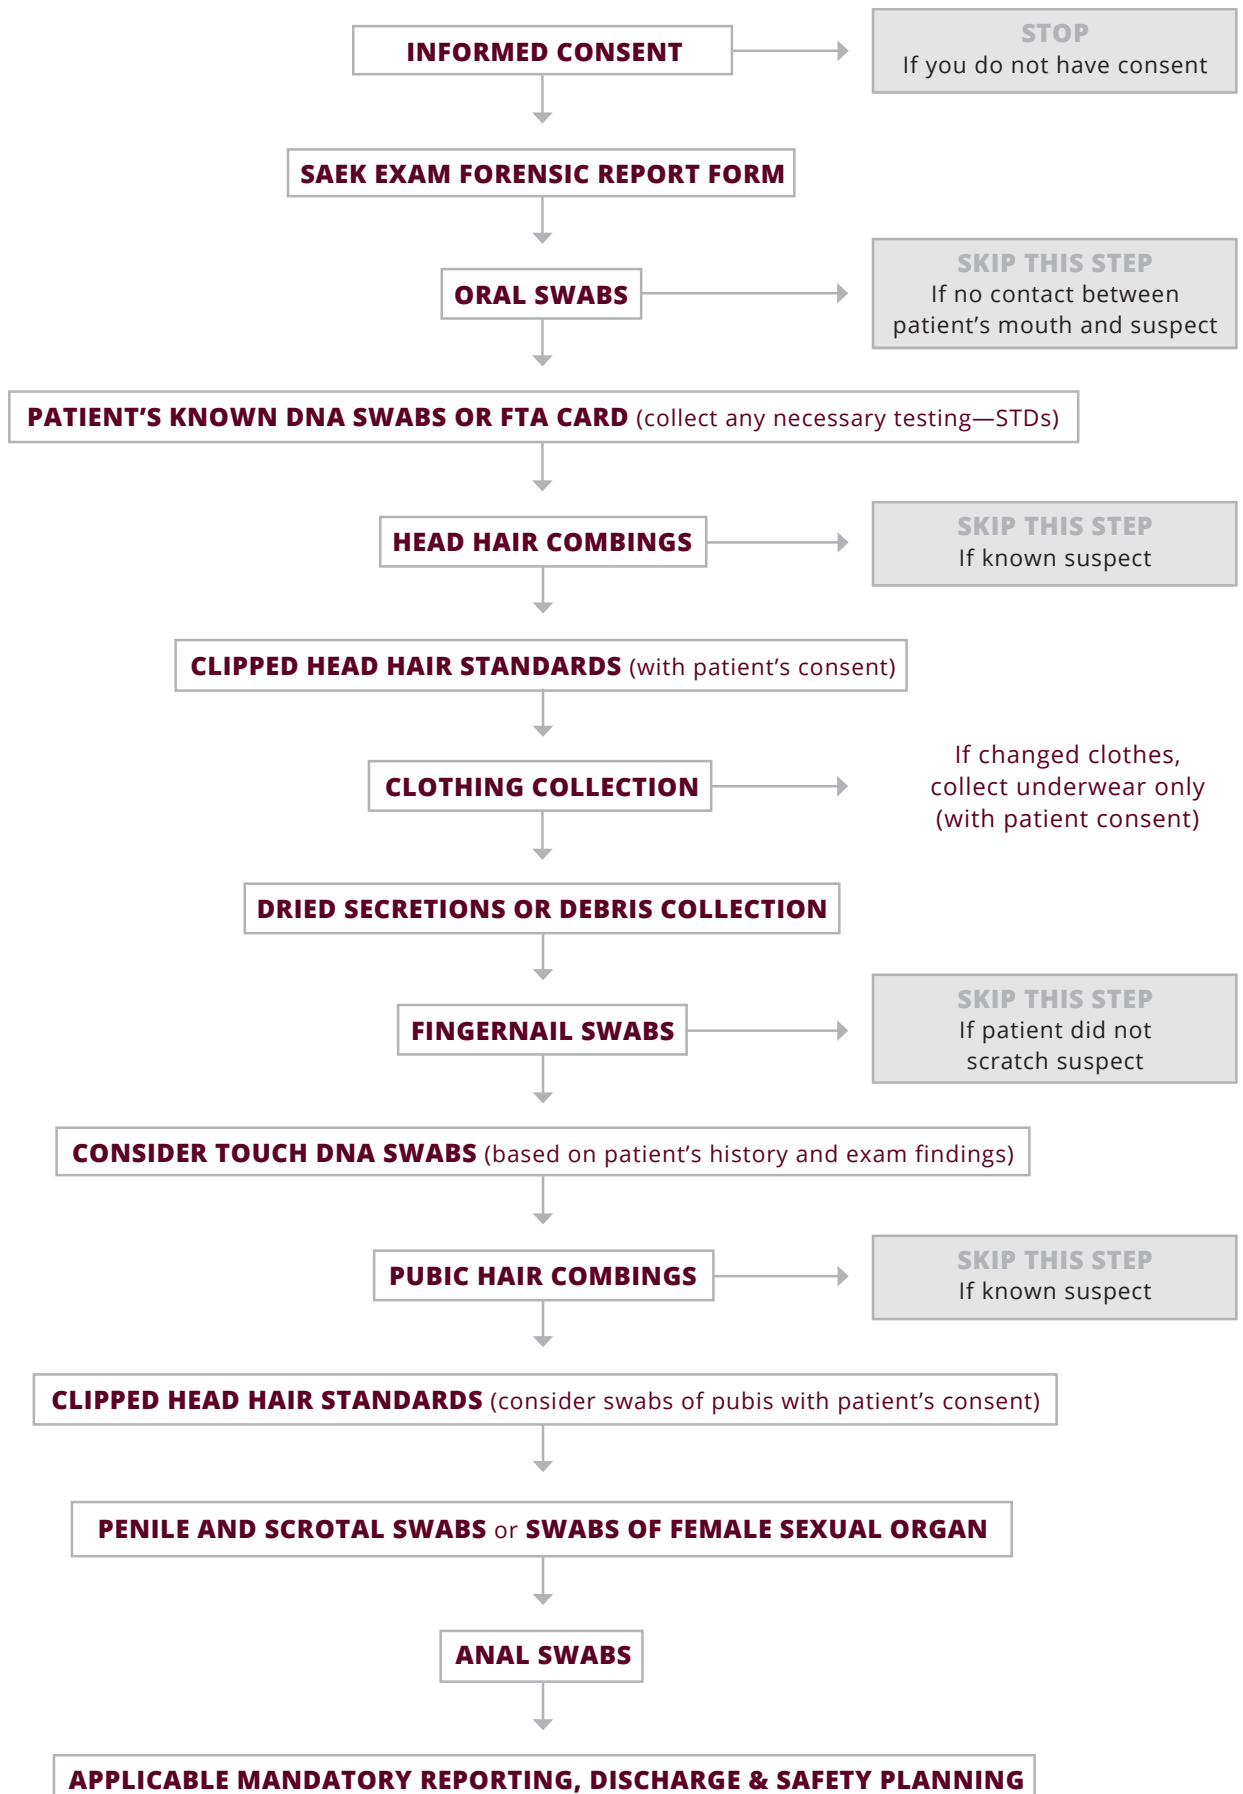 INFORMED CONSENT
STOP
If you do not have consent
SAEK EXAM FORENSIC REPORT FORM
ORAL SWABS
SKIP THIS STEP
If no contact between
patient’s mouth and suspect
PATIENT’S KNOWN DNA SWABS OR FTA CARD (collect any necessary testing—STDs)
HEAD HAIR COMBINGS
SKIP THIS STEP
If known suspect
CLIPPED HEAD HAIR STANDARDS (with patient’s consent)
CLOTHING COLLECTION
If changed clothes,
collect underwear only
(with patient consent)
DRIED SECRETIONS OR DEBRIS COLLECTION
FINGERNAIL SWABS
SKIP THIS STEP
If patient did not
scratch suspect
CONSIDER TOUCH DNA SWABS (based on patient’s history and exam findings)
PUBIC HAIR COMBINGS
SKIP THIS STEP
If known suspect
CLIPPED HEAD HAIR STANDARDS (consider swabs of pubis with patient’s consent)
PENILE AND SCROTAL SWABS or SWABS OF FEMALE SEXUAL ORGAN
ANAL SWABS
APPLICABLE MANDATORY REPORTING, DISCHARGE & SAFETY PLANNING